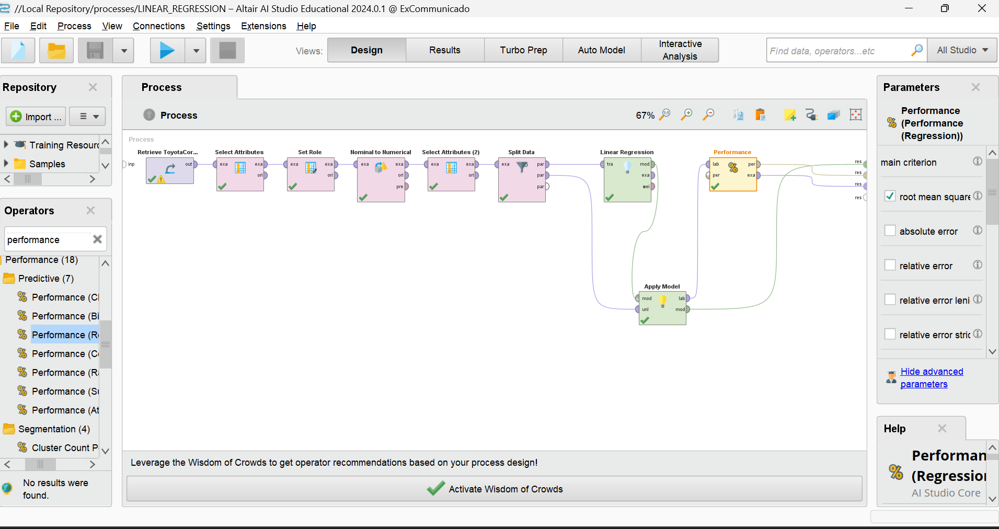 //Local Repository/processes/LINEAR_REGRESSION – Altair AI Studio Educational 2024.0.1 @ ExCommunicado
File Edit Process View Connections Settings Extensions Help
Views: Design Results Turbo Prep Auto Model Interactive Analysis
Find data, operators...etc
All Studio
Repository
Import ...
Training Resourc
Samples
Operators
performance
Performance (18)
Predictive (7)
Performance (Cl
Performance (Bi
Performance (Re
Performance (Co
Performance (Ra
Performance (Su
Performance (At
Segmentation (4)
Cluster Count P
No results were
found.
Process
Process
67%
Process
inp
Retrieve ToyotaCor...
out
Select Attributes
exa exa
ori
Set Role
exa exa
ori
Nominal to Numerical
exa exa
ori
pre
Select Attributes (2)
exa exa
ori
Split Data
exa par
par
par
Linear Regression
tra mod
exa
wei
Performance
lab per
per exa
res
res
res
res
Apply Model
mod lab
unl mod
Leverage the Wisdom of Crowds to get operator recommendations based on your process design!
Activate Wisdom of Crowds
Parameters
Performance
(Performance
(Regression))
main criterion
root mean square
absolute error
relative error
relative error leni
relative error stric
Hide advanced
parameters
Help
Performan
(Regression
AI Studio Core